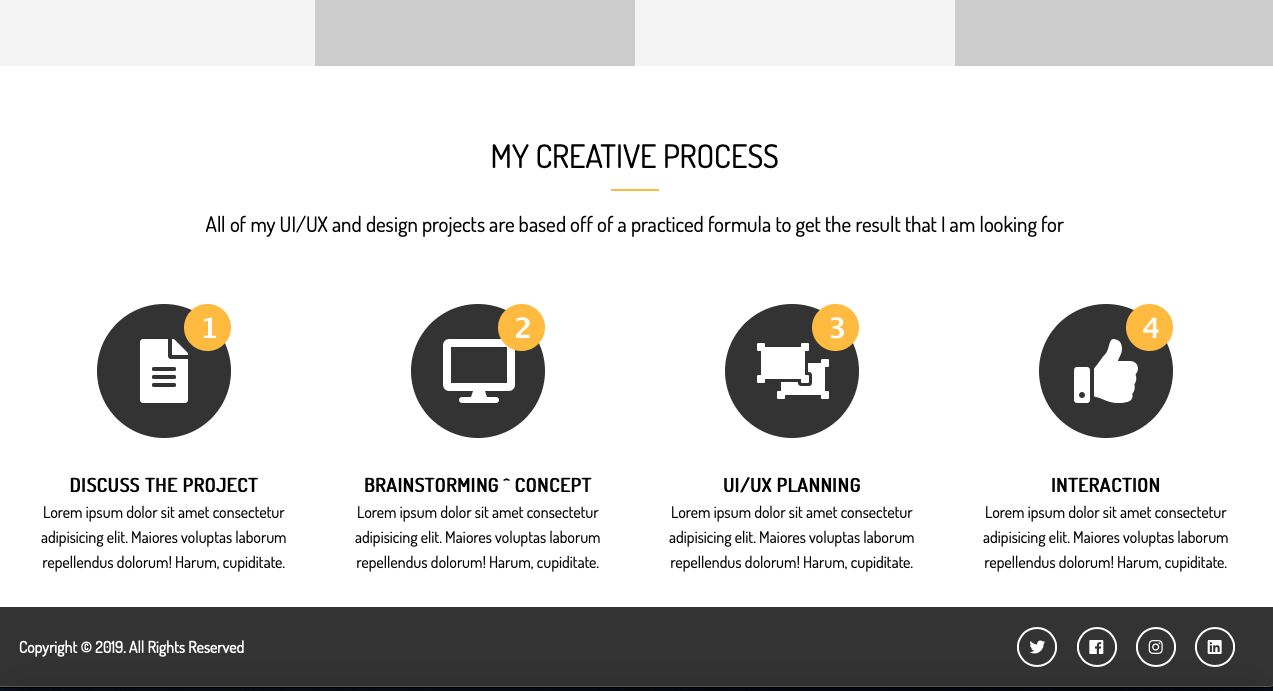 MY CREATIVE PROCESS
All of my UI/UX and design projects are based off of a practiced formula to get the result that I am looking for
1
2
3
4
DISCUSS THE PROJECT
Lorem ipsum dolor sit amet consectetur
adipisicing elit. Maiores voluptas laborum
repellendus dolorum! Harum, cupiditate.
BRAINSTORMING ^ CONCEPT
Lorem ipsum dolor sit amet consectetur
adipisicing elit. Maiores voluptas laborum
repellendus dolorum! Harum, cupiditate.
UI/UX PLANNING
Lorem ipsum dolor sit amet consectetur
adipisicing elit. Maiores voluptas laborum
repellendus dolorum! Harum, cupiditate.
INTERACTION
Lorem ipsum dolor sit amet consectetur
adipisicing elit. Maiores voluptas laborum
repellendus dolorum! Harum, cupiditate.
Copyright © 2019. All Rights Reserved